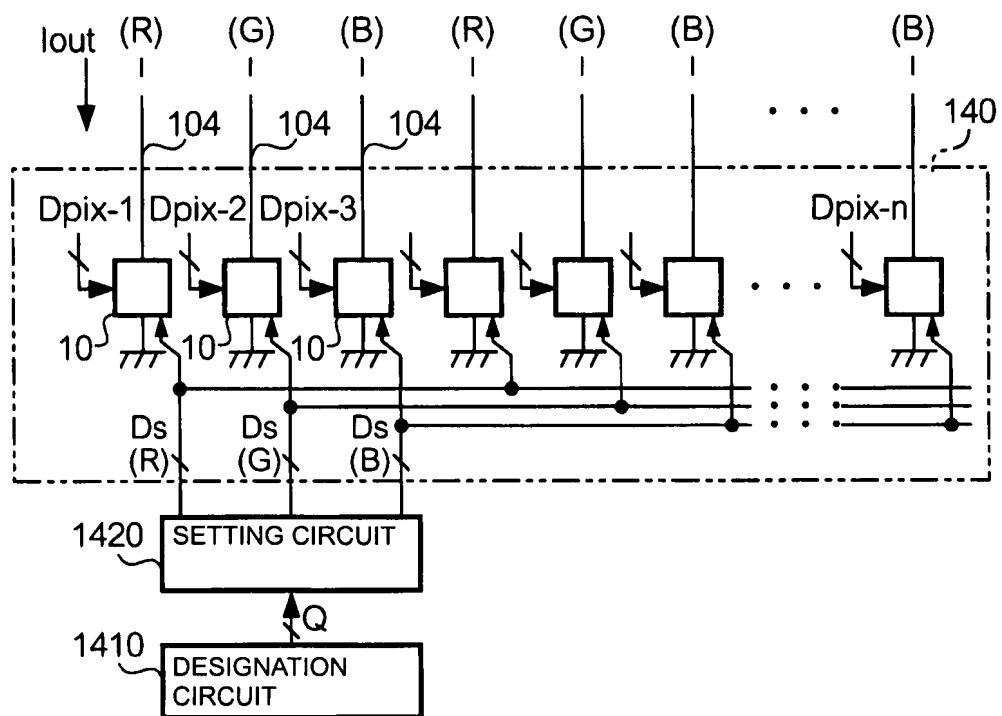 Iout (R) (G) (B) (R) (G) (B) (B)
104 104 104 140
Dpix-1 Dpix-2 Dpix-3 Dpix-n
10 10 10
Ds Ds Ds
(R) (G) (B)
1420 SETTING CIRCUIT
Q
1410 DESIGNATION
CIRCUIT